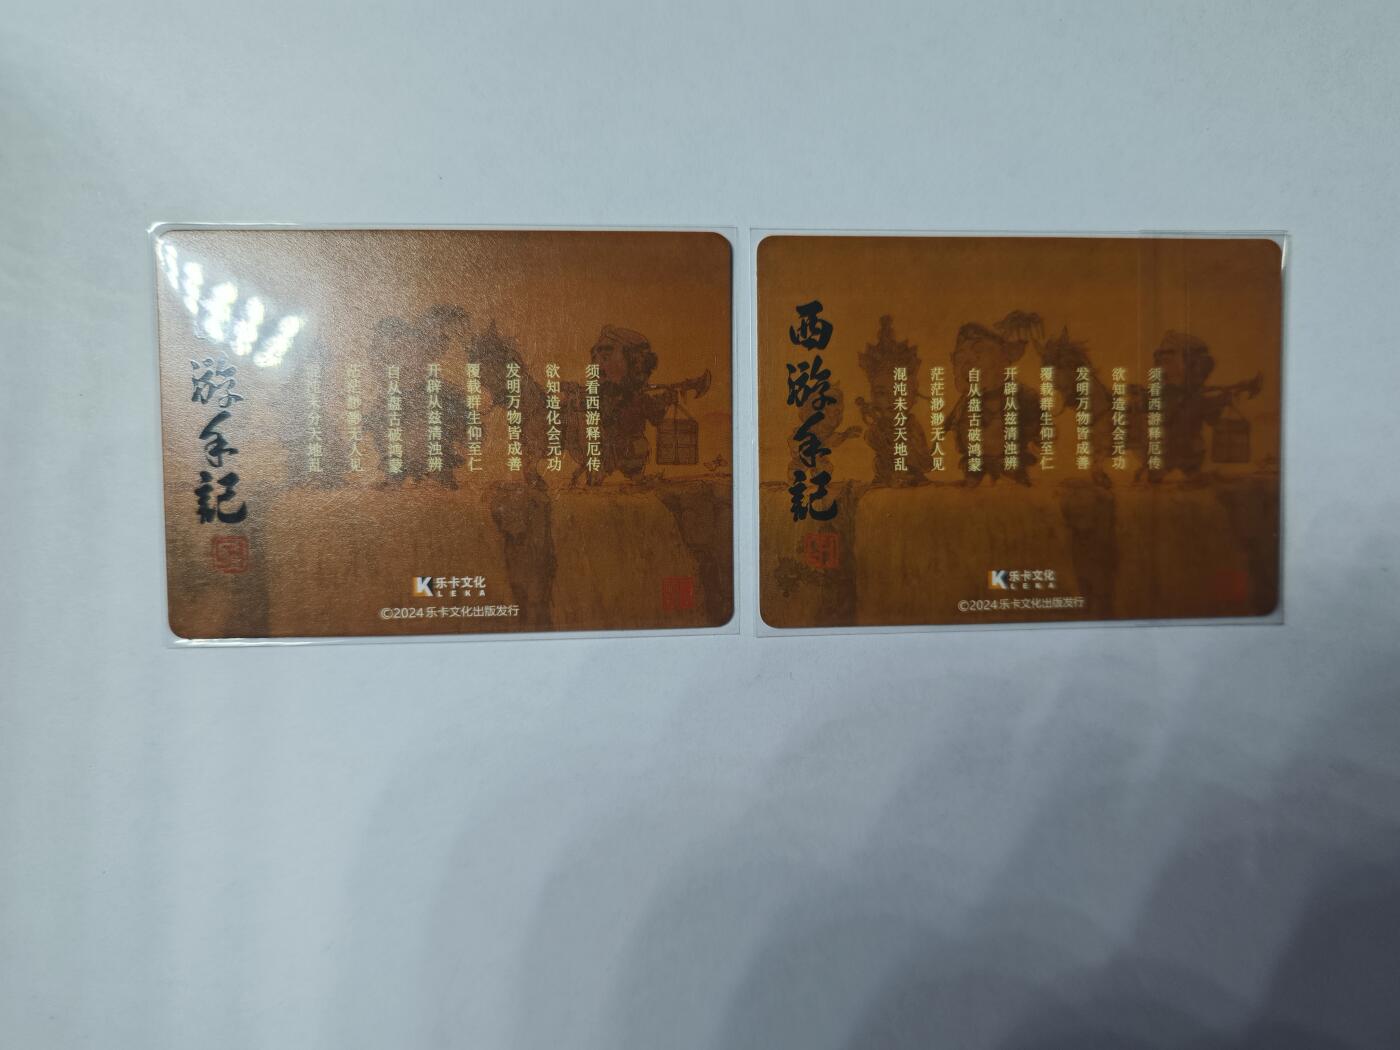 游手記
混沌未分天地乱
茫茫渺渺无人见
自从盘古破鸿蒙
开辟从兹清浊辨
覆载群生仰至仁
发明万物皆成善
欲知造化会元功
须看西游释厄传
乐卡文化
LEKA
©2024乐卡文化出版发行
西游手記
混沌未分天地乱
茫茫渺渺无人见
自从盘古破鸿蒙
开辟从兹清浊辨
覆载群生仰至仁
发明万物皆成善
欲知造化会元功
须看西游释厄传
乐卡文化
LEKA
©2024乐卡文化出版发行